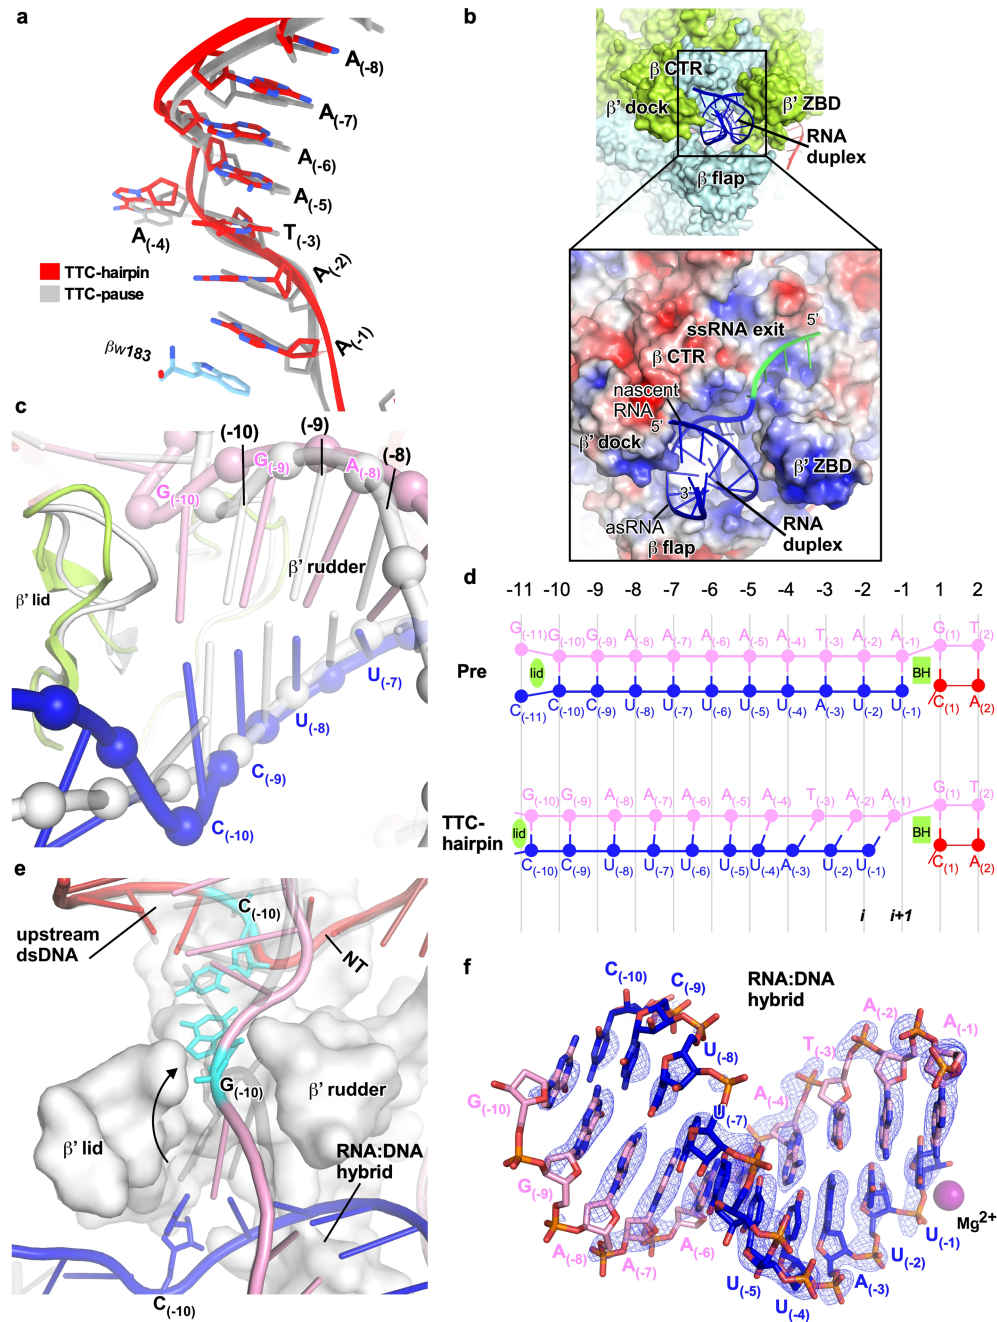 a
A(-8)
A(-7)
A(-6)
A(-5)
A(-4)
T(-3)
A(-2)
TTC-hairpin
TTC-pause
A(-1)
βW183
b
β CTR
β' dock
β' ZBD
RNA
duplex
β flap
ssRNA exit
5'
β CTR
nascent
RNA
5'
β' dock
β' ZBD
3'
asRNA
RNA
duplex
β flap
c
(-10)
(-9)
(-8)
G(-10)
G(-9)
A(-8)
β' lid
β' rudder
U(-7)
U(-8)
C(-9)
C(-10)
d
-11 -10 -9 -8 -7 -6 -5 -4 -3 -2 -1 1 2
G(-11) G(-10) G(-9) A(-8) A(-7) A(-6) A(-5) A(-4) T(-3) A(-2) A(-1) G(1) T(2)
Pre
lid
BH
C(-11) C(-10) C(-9) U(-8) U(-7) U(-6) U(-5) U(-4) A(-3) U(-2) U(-1) C(1) A(2)
G(-10) G(-9) A(-8) A(-7) A(-6) A(-5) A(-4) T(-3) A(-2) A(-1) G(1) T(2)
TTC-
hairpin
lid
BH
C(-10) C(-9) U(-8) U(-7) U(-6) U(-5) U(-4) A(-3) U(-2) U(-1) C(1) A(2)
i i+1
e
C(-10)
upstream
dsDNA
NT
G(-10)
β' rudder
β' lid
RNA:DNA
hybrid
C(-10)
f
C(-10)
C(-9)
RNA:DNA
hybrid
A(-2)
A(-1)
U(-8)
T(-3)
G(-10)
A(-4)
U(-7)
G(-9)
Mg2+
A(-8)
A(-7)
A(-6)
U(-1)
U(-2)
U(-5)
A(-3)
U(-4)